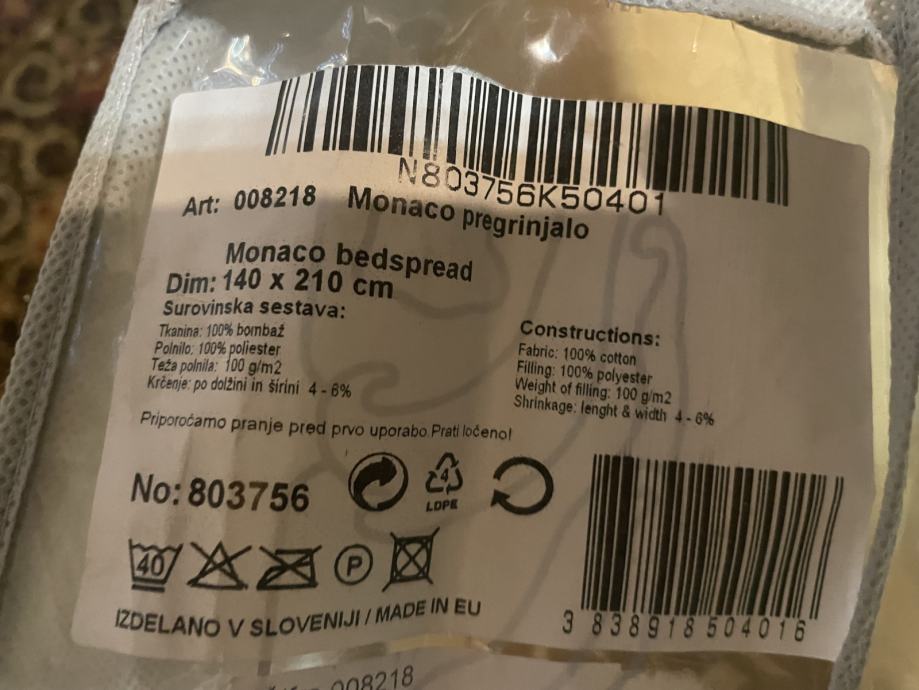 N803756K50401
Art: 008218 Monaco pregrinjalo
Monaco bedspread
Dim: 140 x 210 cm
Surovinska sestava:
Tkanina: 100% bombaž
Polnilo: 100% poliester
Teža polnila: 100 g/m2
Krčenje: po dolžini in širini 4 - 6%
Constructions:
Fabric: 100% cotton
Filling: 100% polyester
Weight of filling: 100 g/m2
Shrinkage: lenght & width 4 - 6%
Priporočamo pranje pred prvo uporabo.Prati ločeno!
No: 803756
4
LDPE
40
P
IZDELANO V SLOVENIJI / MADE IN EU
3 838918 504016
008218